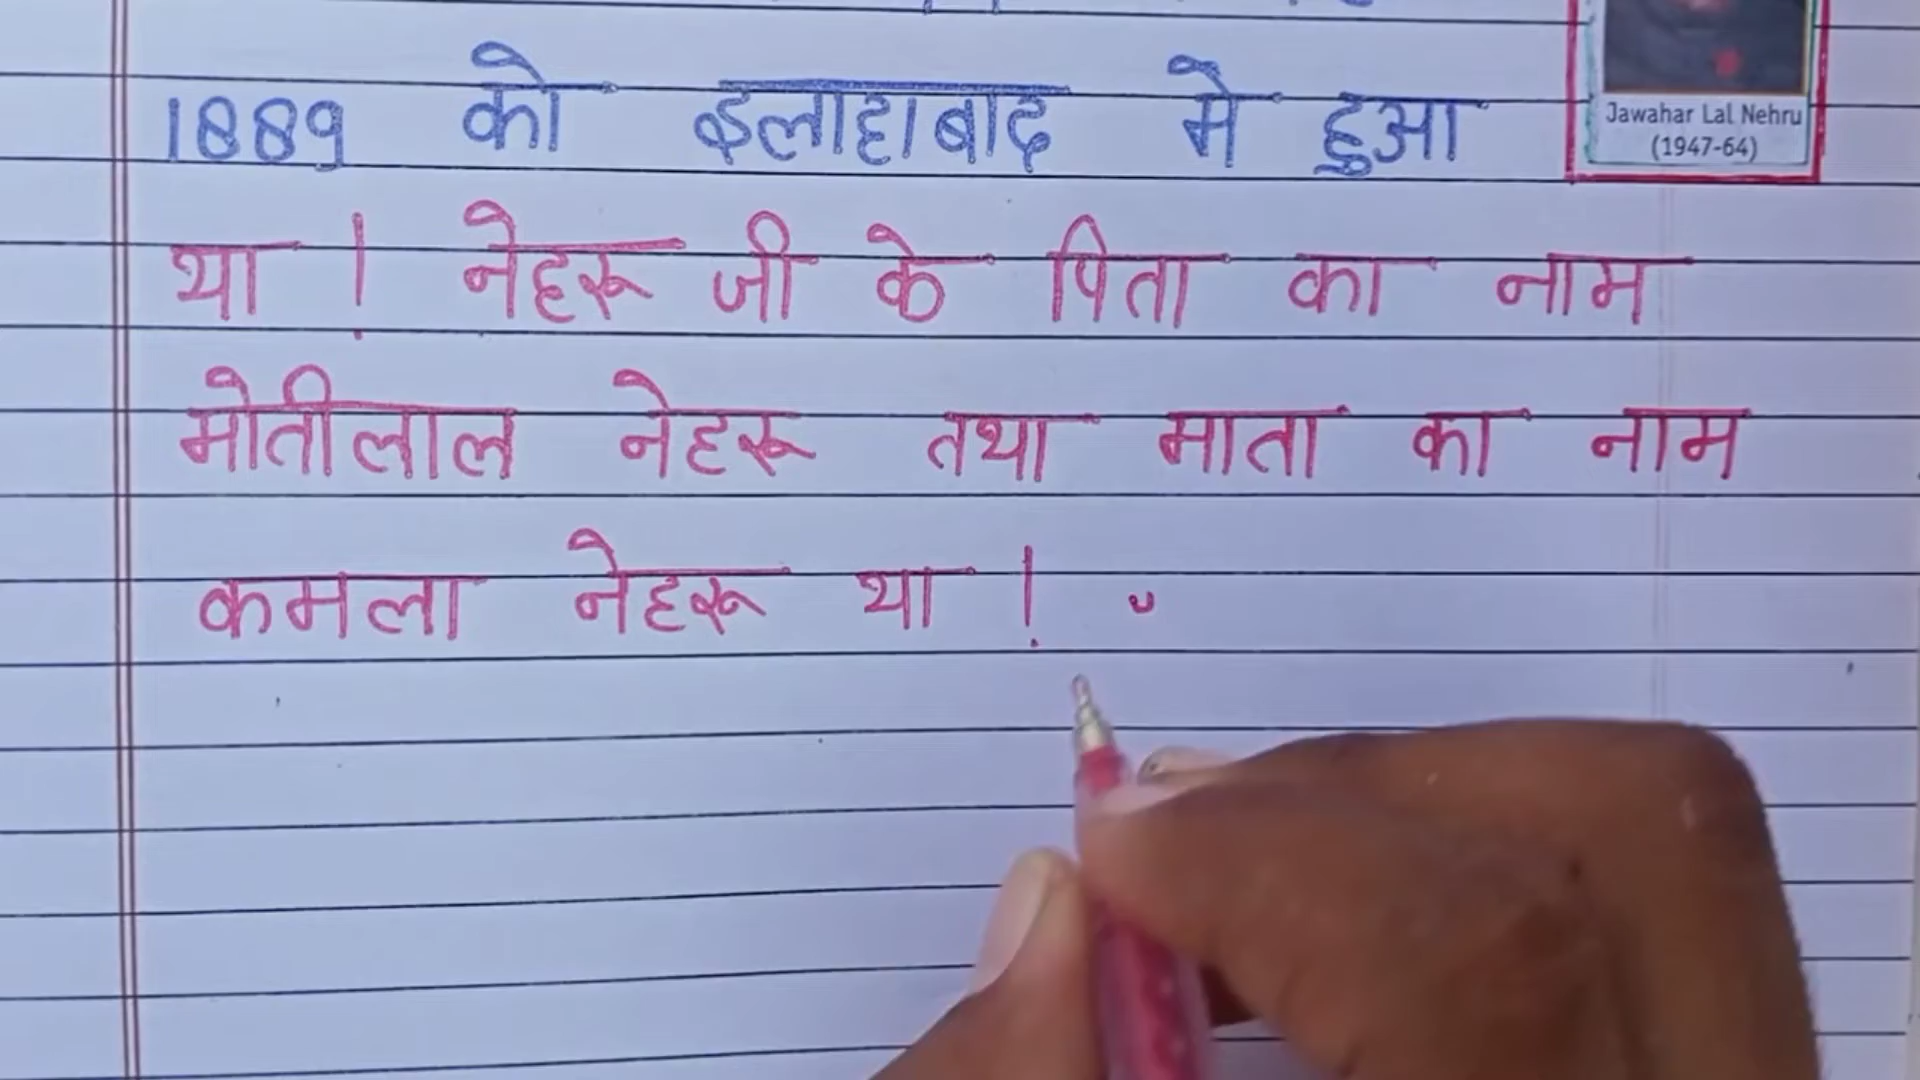 1889 को इलाहाबाद मे हुआ
Jawahar Lal Nehru
(1947-64)
था ! नेहरू जी के पिता का नाम
मोतीलाल नेहरू तथा माता का नाम
कमला नेहरू था !